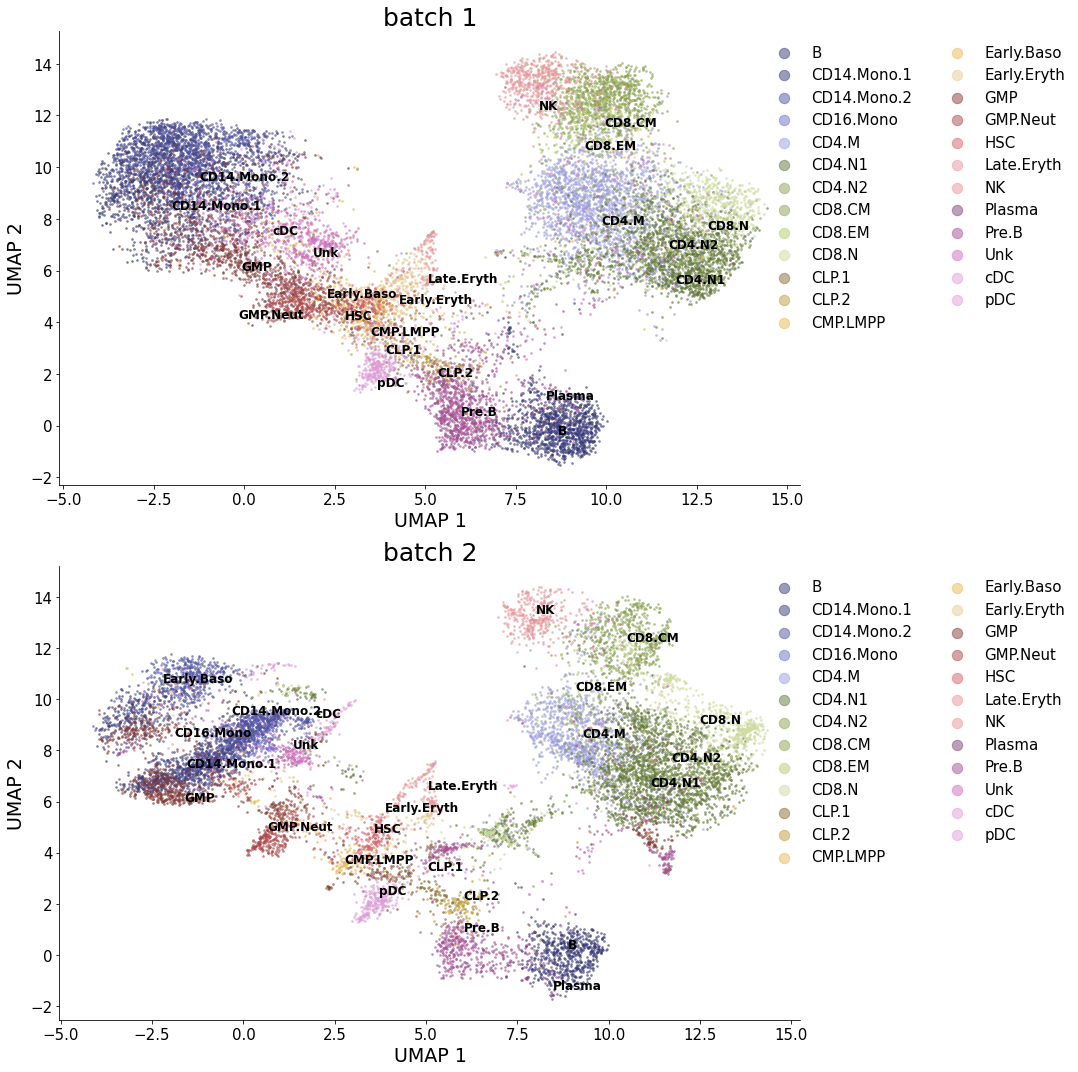 batch 1
14
12
10
8
6
4
2
0
−2
UMAP 2
−5.0
−2.5
0.0
2.5
5.0
7.5
10.0
12.5
15.0
UMAP 1
NK
CD8.CM
CD8.EM
CD14.Mono.2
CD14.Mono.1
CD4.M
CD8.N
cDC
Unk
CD4.N2
GMP
Late.Eryth
CD4.N1
Early.Baso
Early.Eryth
GMP.Neut
HSC
CMP.LMPP
CLP.1
pDC
CLP.2
Plasma
Pre.B
B
B
CD14.Mono.1
CD14.Mono.2
CD16.Mono
CD4.M
CD4.N1
CD4.N2
CD8.CM
CD8.EM
CD8.N
CLP.1
CLP.2
CMP.LMPP
Early.Baso
Early.Eryth
GMP
GMP.Neut
HSC
Late.Eryth
NK
Plasma
Pre.B
Unk
cDC
pDC
batch 2
14
12
10
8
6
4
2
0
−2
UMAP 2
−5.0
−2.5
0.0
2.5
5.0
7.5
10.0
12.5
15.0
UMAP 1
NK
CD8.CM
Early.Baso
CD8.EM
CD14.Mono.2
cDC
CD8.N
CD16.Mono
CD4.M
Unk
CD4.N2
CD14.Mono.1
GMP
Late.Eryth
CD4.N1
Early.Eryth
GMP.Neut
HSC
CMP.LMPP
CLP.1
pDC
CLP.2
Pre.B
B
Plasma
B
CD14.Mono.1
CD14.Mono.2
CD16.Mono
CD4.M
CD4.N1
CD4.N2
CD8.CM
CD8.EM
CD8.N
CLP.1
CLP.2
CMP.LMPP
Early.Baso
Early.Eryth
GMP
GMP.Neut
HSC
Late.Eryth
NK
Plasma
Pre.B
Unk
cDC
pDC